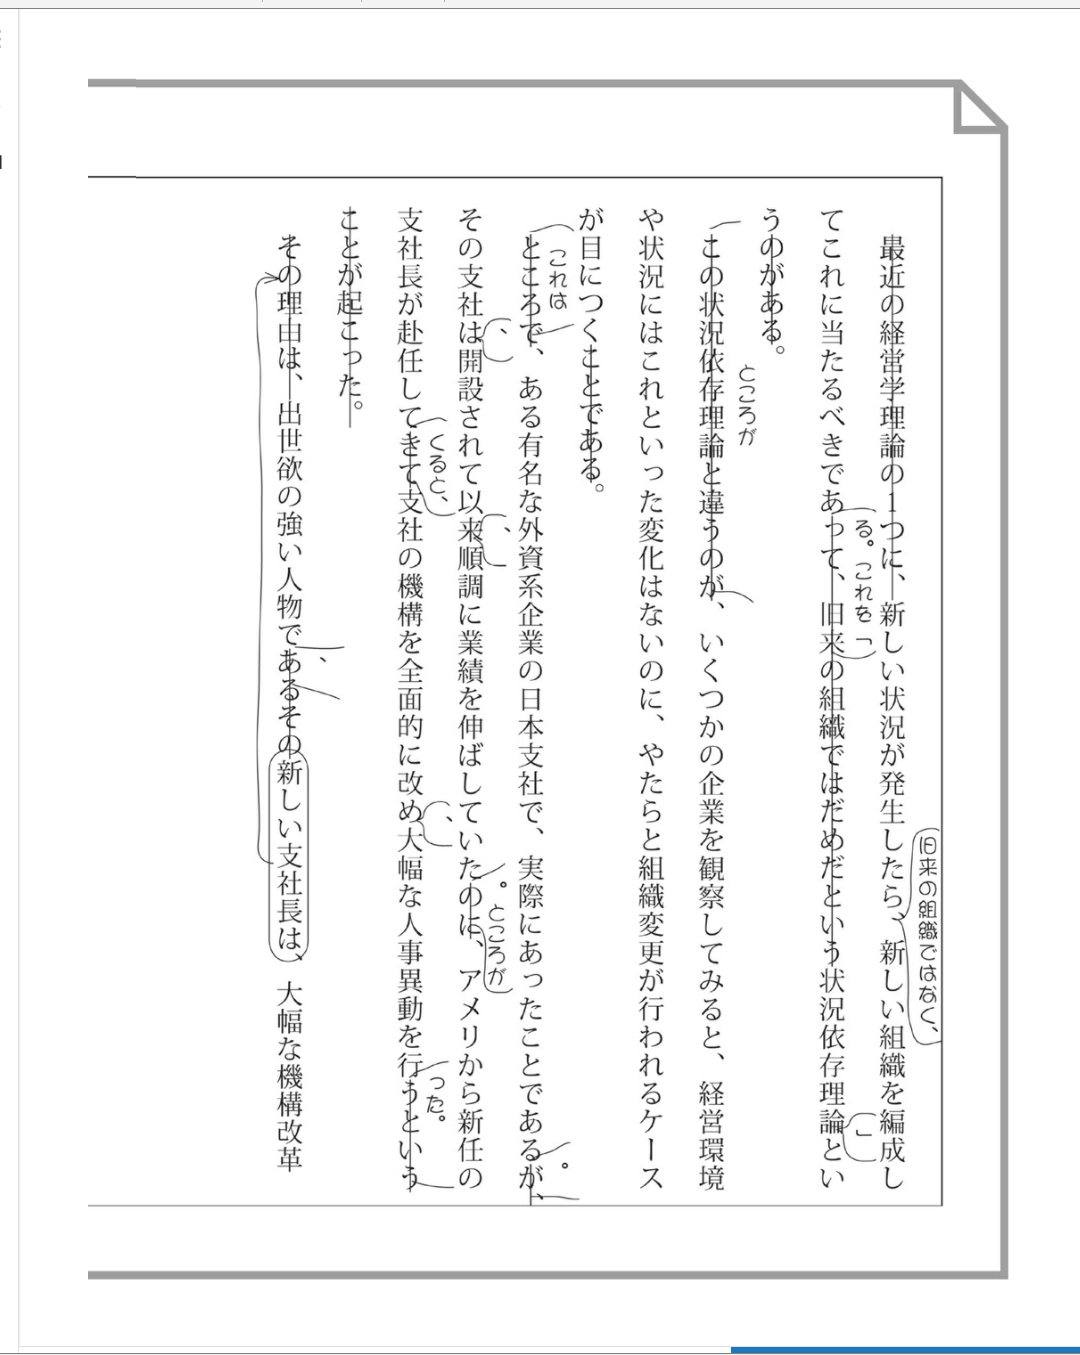 最近の経営学理論の1つに、新しい状況が発生したら、新しい組織を編成し
旧来の組織ではなく、
てこれに当たるべきであって、旧来の組織ではだめだという状況依存理論とい
る。これを「
」
うのがある。
この状況依存理論と違うのが、いくつかの企業を観察してみると、経営環境
ところが
や状況にはこれといった変化はないのに、やたらと組織変更が行われるケース
が目につくことである。
ところで、ある有名な外資系企業の日本支社で、実際にあったことであるが、
これは
。
その支社は開設されて以来順調に業績を伸ばしていたのに、アメリカから新任の
、
、
。ところが
支社長が赴任してきて支社の機構を全面的に改め大幅な人事異動を行うという
くると、
、
った。
ことが起こった。
その理由は、出世欲の強い人物であるその新しい支社長は、大幅な機構改革
、